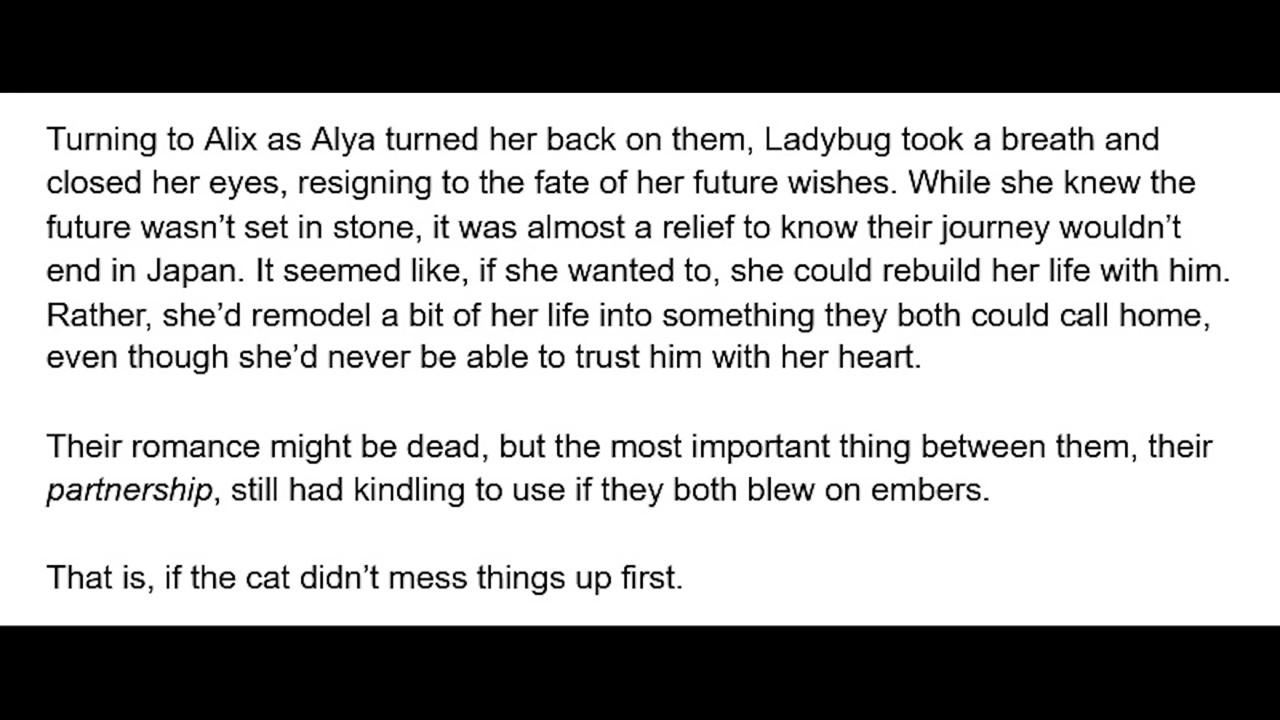 Turning to Alix as Alya turned her back on them, Ladybug took a breath and
closed her eyes, resigning to the fate of her future wishes. While she knew the
future wasn’t set in stone, it was almost a relief to know their journey wouldn’t
end in Japan. It seemed like, if she wanted to, she could rebuild her life with him.
Rather, she’d remodel a bit of her life into something they both could call home,
even though she’d never be able to trust him with her heart.
Their romance might be dead, but the most important thing between them, their
partnership, still had kindling to use if they both blew on embers.
That is, if the cat didn’t mess things up first.